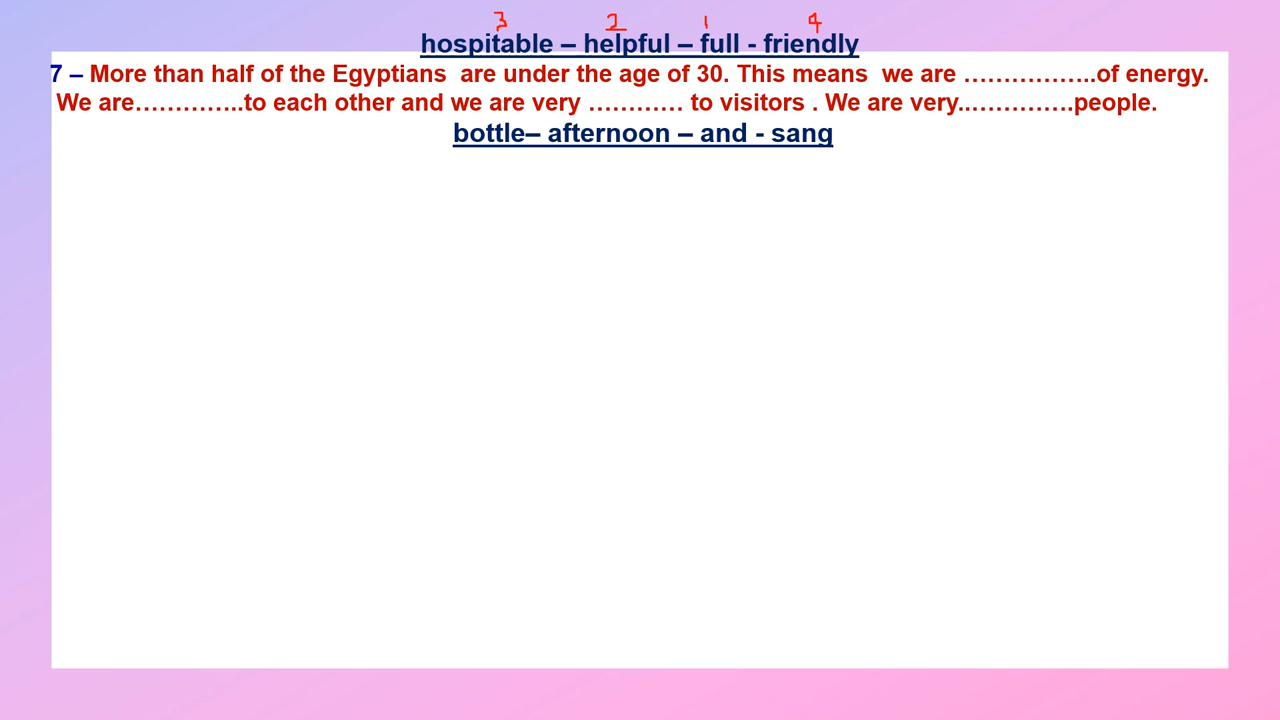 3 2 1 4
hospitable – helpful – full - friendly
7 – More than half of the Egyptians are under the age of 30. This means we are ……………..of energy.
We are…………..to each other and we are very ………… to visitors . We are very..………….people.
bottle– afternoon – and - sang